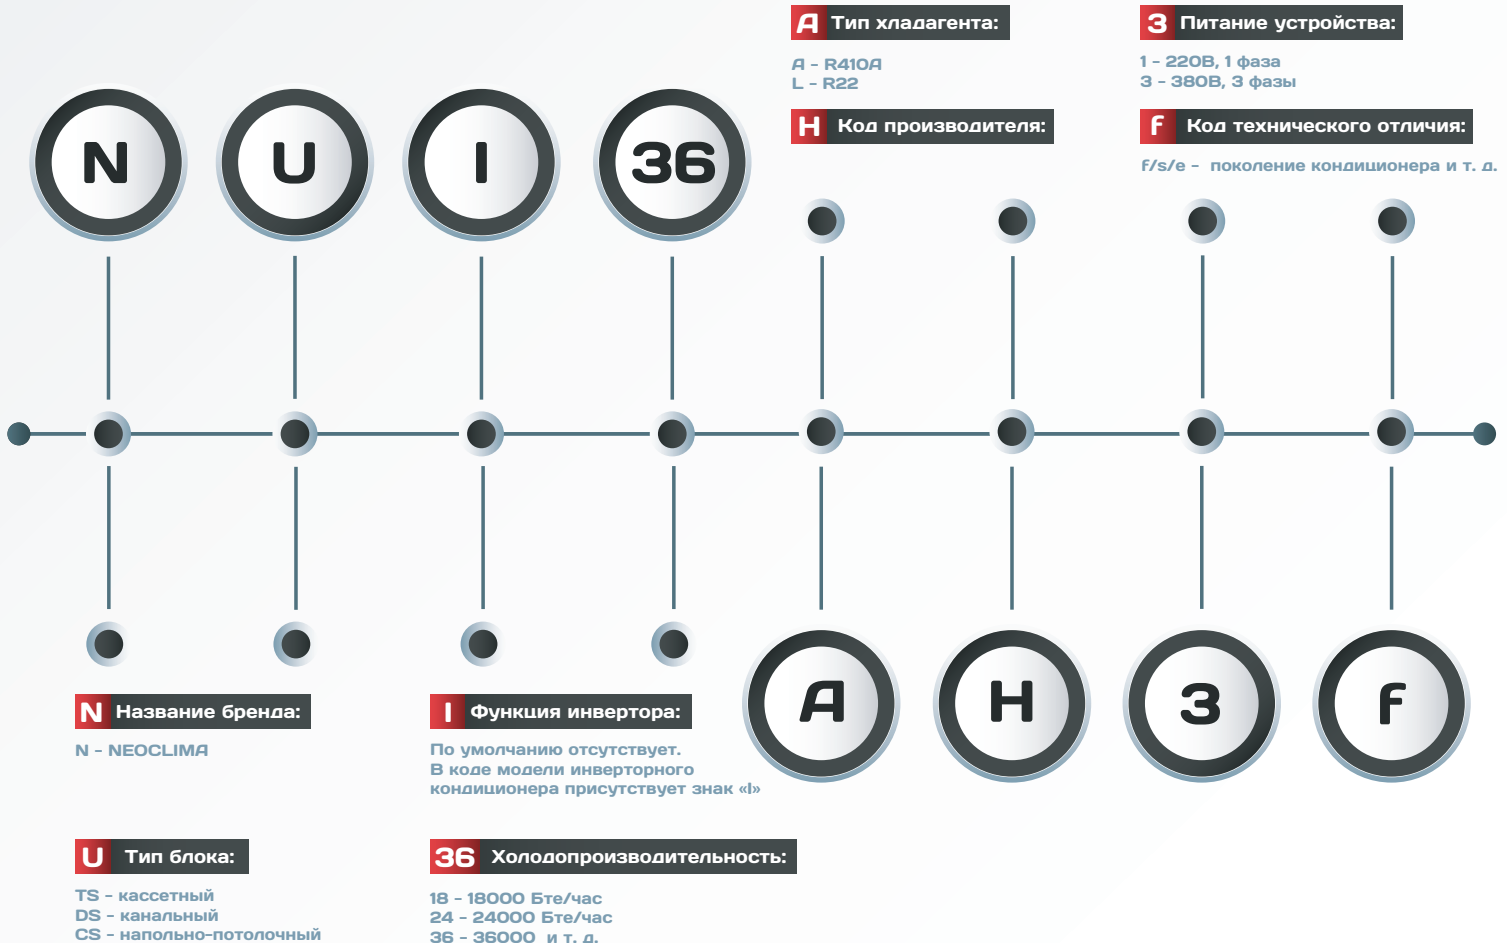 A Тип хладагента:
A - R410A
L - R22
H Код производителя:
3 Питание устройства:
1 - 220В, 1 фаза
3 - 380В, 3 фазы
f Код технического отличия:
f/s/e - поколение кондиционера и т. д.
N
U
I
36
A
H
3
f
N Название бренда:
N - NEOCLIMA
U Тип блока:
TS - кассетный
DS - канальный
CS - напольно-потолочный
I Функция инвертора:
По умолчанию отсутствует.
В коде модели инверторного
кондиционера присутствует знак «I»
36 Холодопроизводительность:
18 - 18000 Бте/час
24 - 24000 Бте/час
36 - 36000 и т. д.